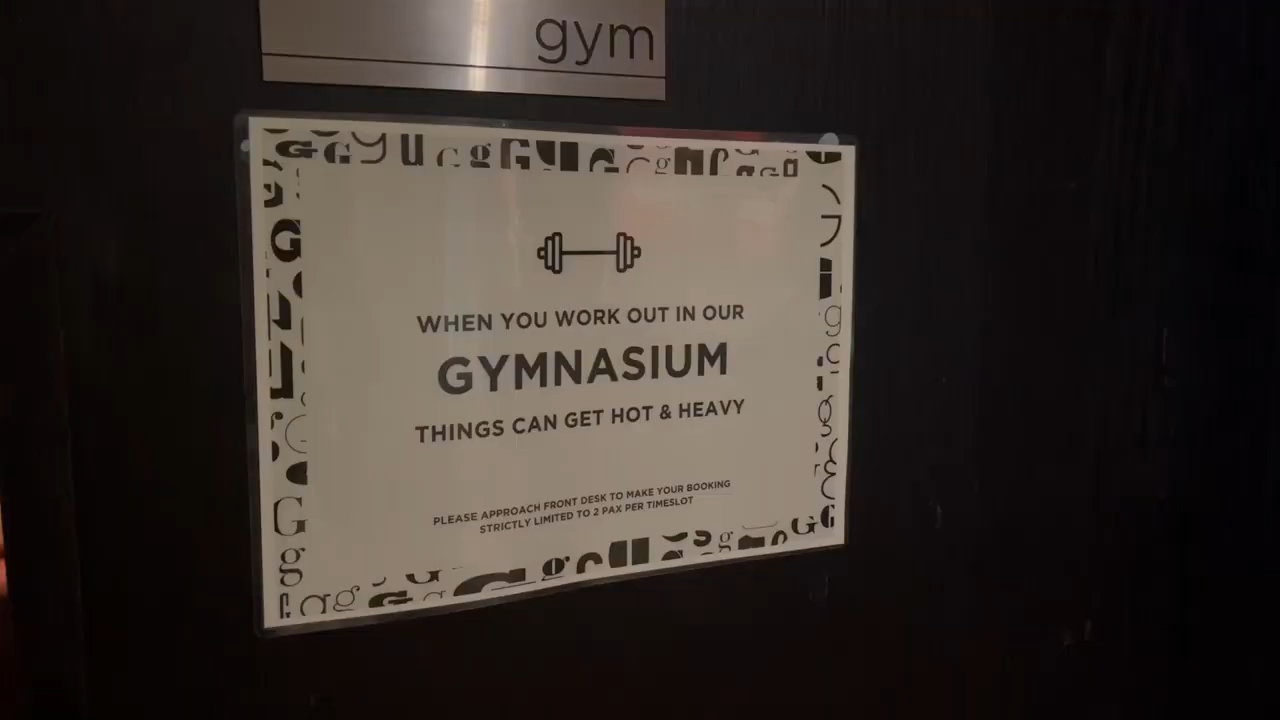 gym
WHEN YOU WORK OUT IN OUR
GYMNASIUM
THINGS CAN GET HOT & HEAVY
PLEASE APPROACH FRONT DESK TO MAKE YOUR BOOKING
STRICTLY LIMITED TO 2 PAX PER TIMESLOT